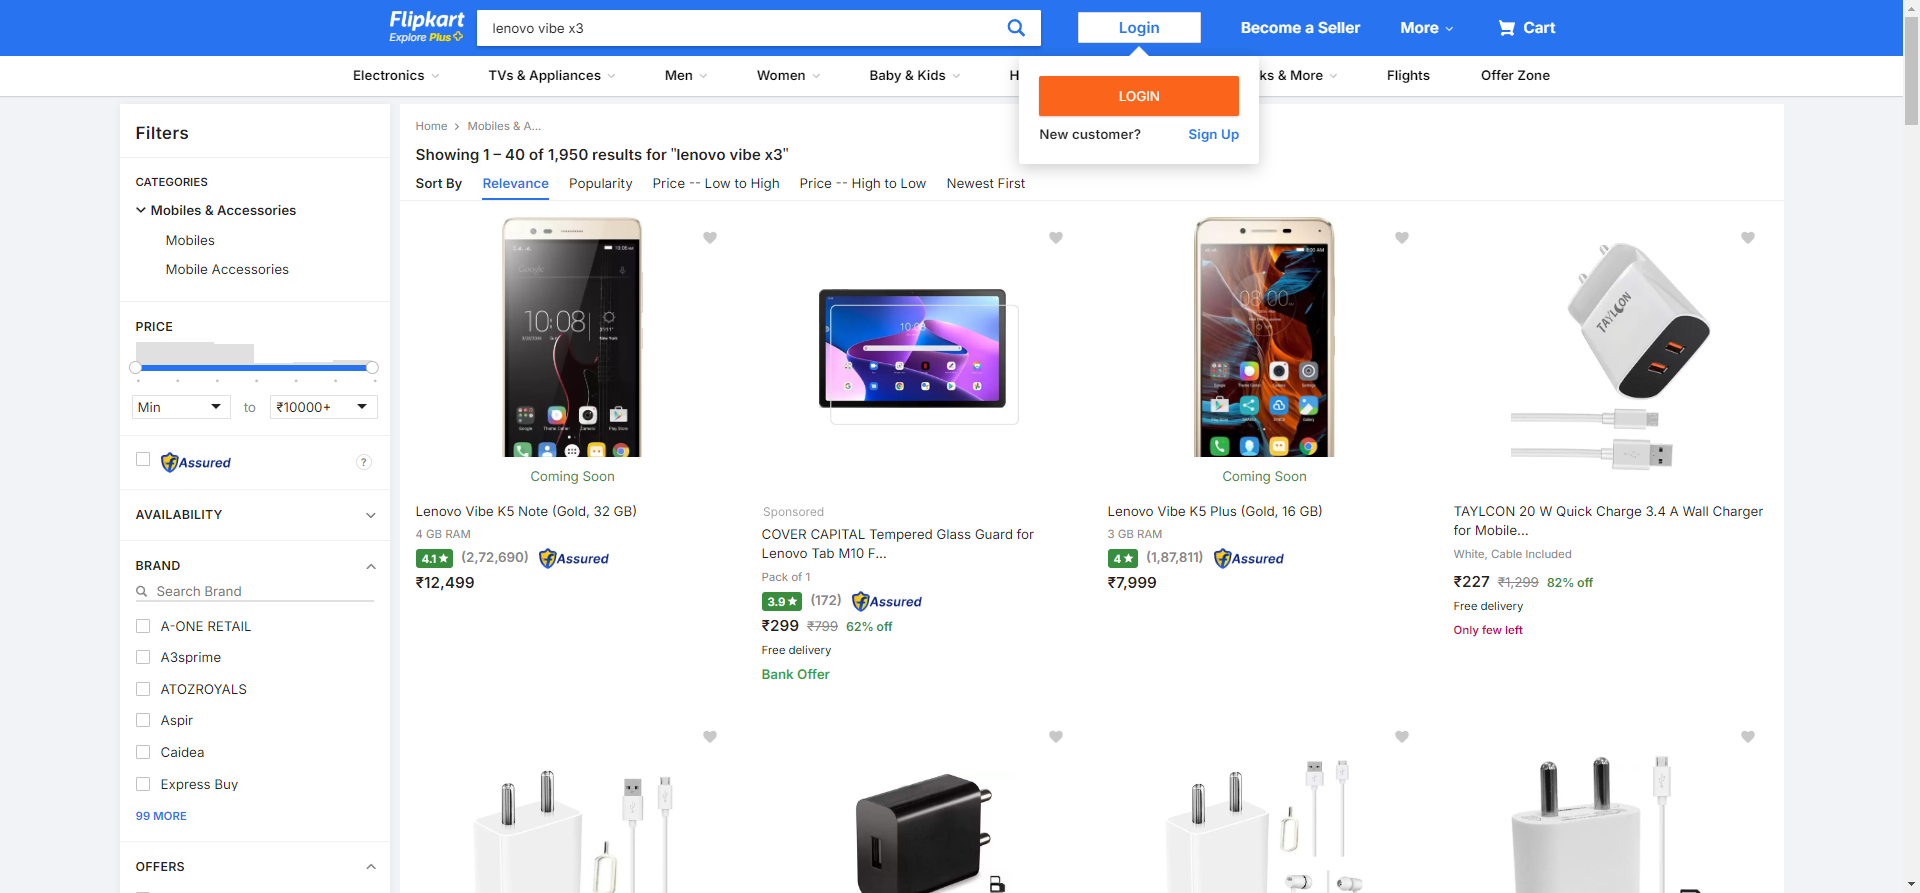 Flipkart
Explore Plus
lenovo vibe x3
Login
Become a Seller
More
Cart
Electronics
TVs & Appliances
Men
Women
Baby & Kids
H
ks & More
Flights
Offer Zone
LOGIN
New customer? Sign Up
Filters
CATEGORIES
Mobiles & Accessories
Mobiles
Mobile Accessories
PRICE
Min to ₹10000+
Assured
?
AVAILABILITY
BRAND
Search Brand
A-ONE RETAIL
A3sprime
ATOZROYALS
Aspir
Caidea
Express Buy
99 MORE
OFFERS
Home
Mobiles & A...
Showing 1 – 40 of 1,950 results for "lenovo vibe x3"
Sort By Relevance Popularity Price -- Low to High Price -- High to Low Newest First
10:08
Google
Coming Soon
Lenovo Vibe K5 Note (Gold, 32 GB)
4 GB RAM
4.1 (2,72,690) Assured
₹12,499
10:09
Sponsored
COVER CAPITAL Tempered Glass Guard for
Lenovo Tab M10 F...
Pack of 1
3.9 (172) Assured
₹299 ₹799 62% off
Free delivery
Bank Offer
08:00
Coming Soon
Lenovo Vibe K5 Plus (Gold, 16 GB)
3 GB RAM
4 (1,87,811) Assured
₹7,999
TAYLCON
TAYLCON 20 W Quick Charge 3.4 A Wall Charger
for Mobile...
White, Cable Included
₹227 ₹1,299 82% off
Free delivery
Only few left